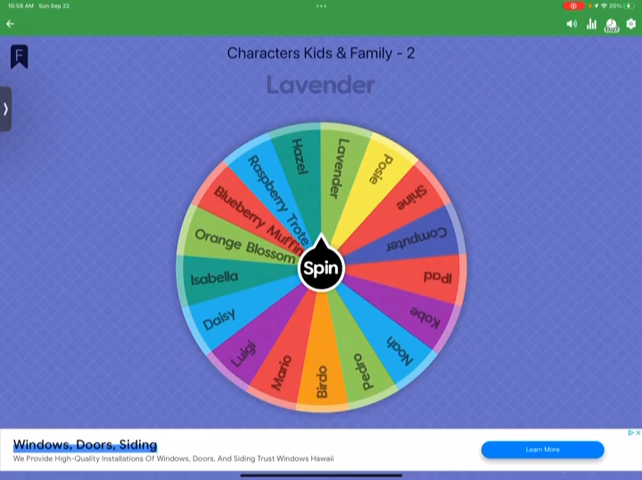 10:58 AM Sun Sep 22
20%
F
Characters Kids & Family - 2
Lavender
Lavender
Posie
Shine
Computer
IPad
Kobe
Noah
Pedro
Birdo
Mario
Luigi
Daisy
Isabella
Orange Blossom
Blueberry Muffin
Raspberry Trote
Hazel
Spin
Windows, Doors, Siding
We Provide High-Quality Installations Of Windows, Doors, And Siding Trust Windows Hawaii
Learn More